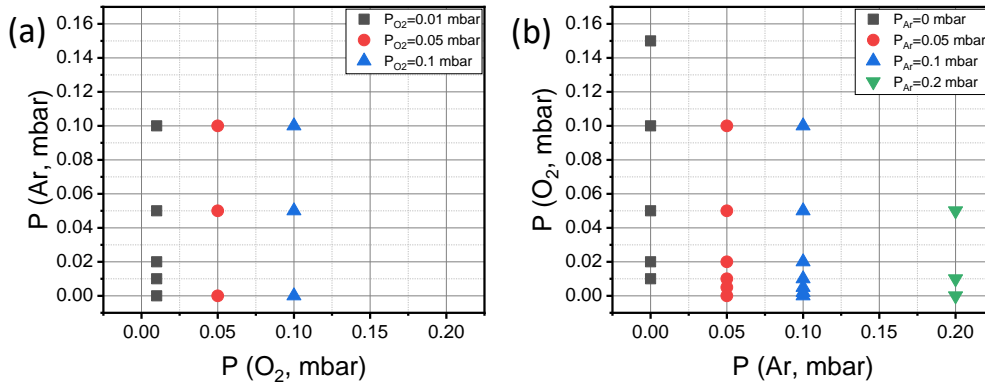 (a)
P_O2=0.01 mbar
P_O2=0.05 mbar
P_O2=0.1 mbar
0.16
0.14
0.12
0.10
0.08
0.06
0.04
0.02
0.00
P (Ar, mbar)
0.00 0.05 0.10 0.15 0.20
P (O₂, mbar)
(b)
P_Ar=0 mbar
P_Ar=0.05 mbar
P_Ar=0.1 mbar
P_Ar=0.2 mbar
0.16
0.14
0.12
0.10
0.08
0.06
0.04
0.02
0.00
P (O₂, mbar)
0.00 0.05 0.10 0.15 0.20
P (Ar, mbar)